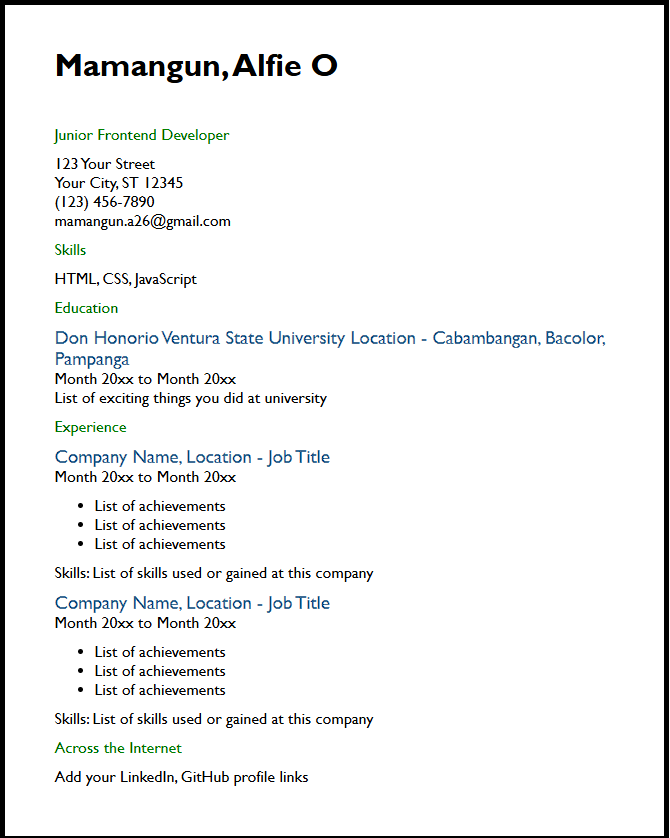 Mamangun, Alfie O
Junior Frontend Developer
123 Your Street
Your City, ST 12345
(123) 456-7890
mamangun.a26@gmail.com
Skills
HTML, CSS, JavaScript
Education
Don Honorio Ventura State University Location - Cabambangan, Bacolor,
Pampanga
Month 20xx to Month 20xx
List of exciting things you did at university
Experience
Company Name, Location - Job Title
Month 20xx to Month 20xx
• List of achievements
• List of achievements
• List of achievements
Skills: List of skills used or gained at this company
Company Name, Location - Job Title
Month 20xx to Month 20xx
• List of achievements
• List of achievements
• List of achievements
Skills: List of skills used or gained at this company
Across the Internet
Add your LinkedIn, GitHub profile links